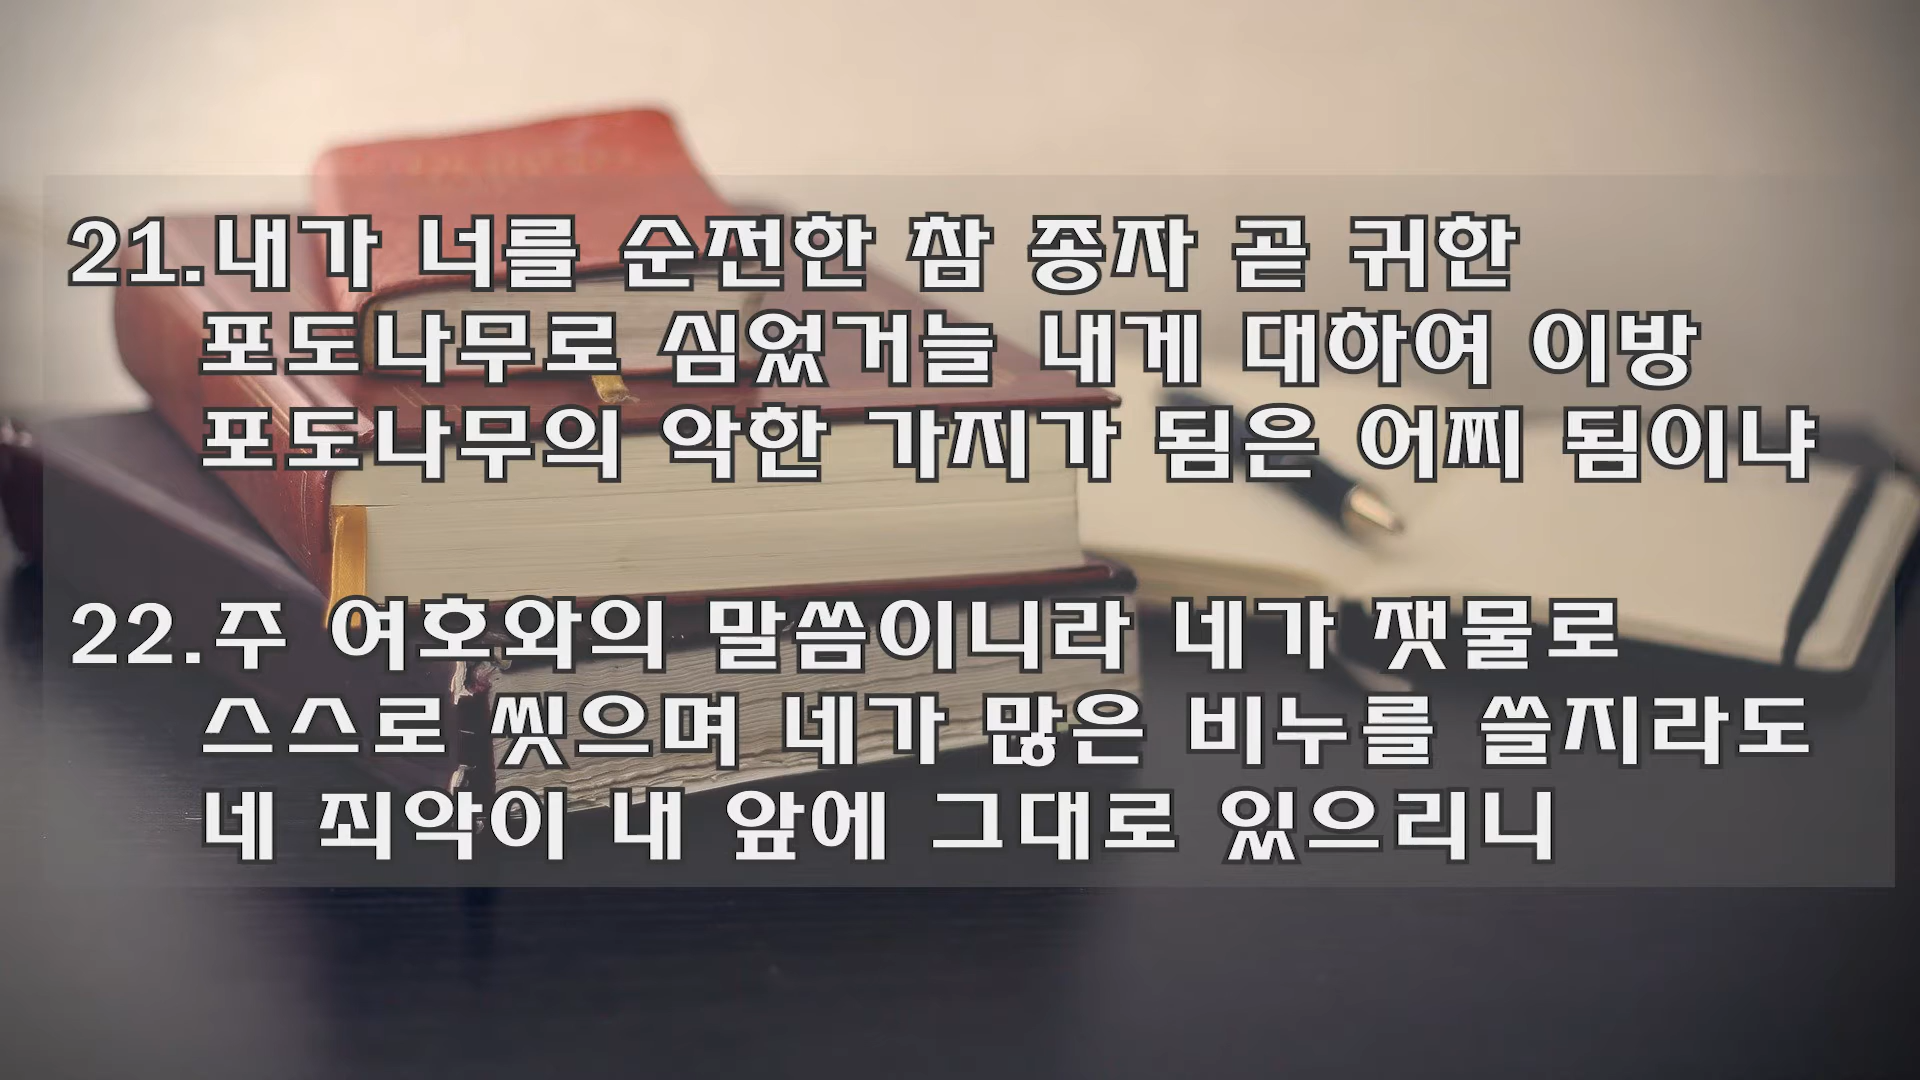 21.내가 너를 순전한 참 종자 곧 귀한
포도나무로 심었거늘 내게 대하여 이방
포도나무의 악한 가지가 됨은 어찌 됨이냐
22.주 여호와의 말씀이니라 네가 잿물로
스스로 씻으며 네가 많은 비누를 쓸지라도
네 죄악이 내 앞에 그대로 있으리니